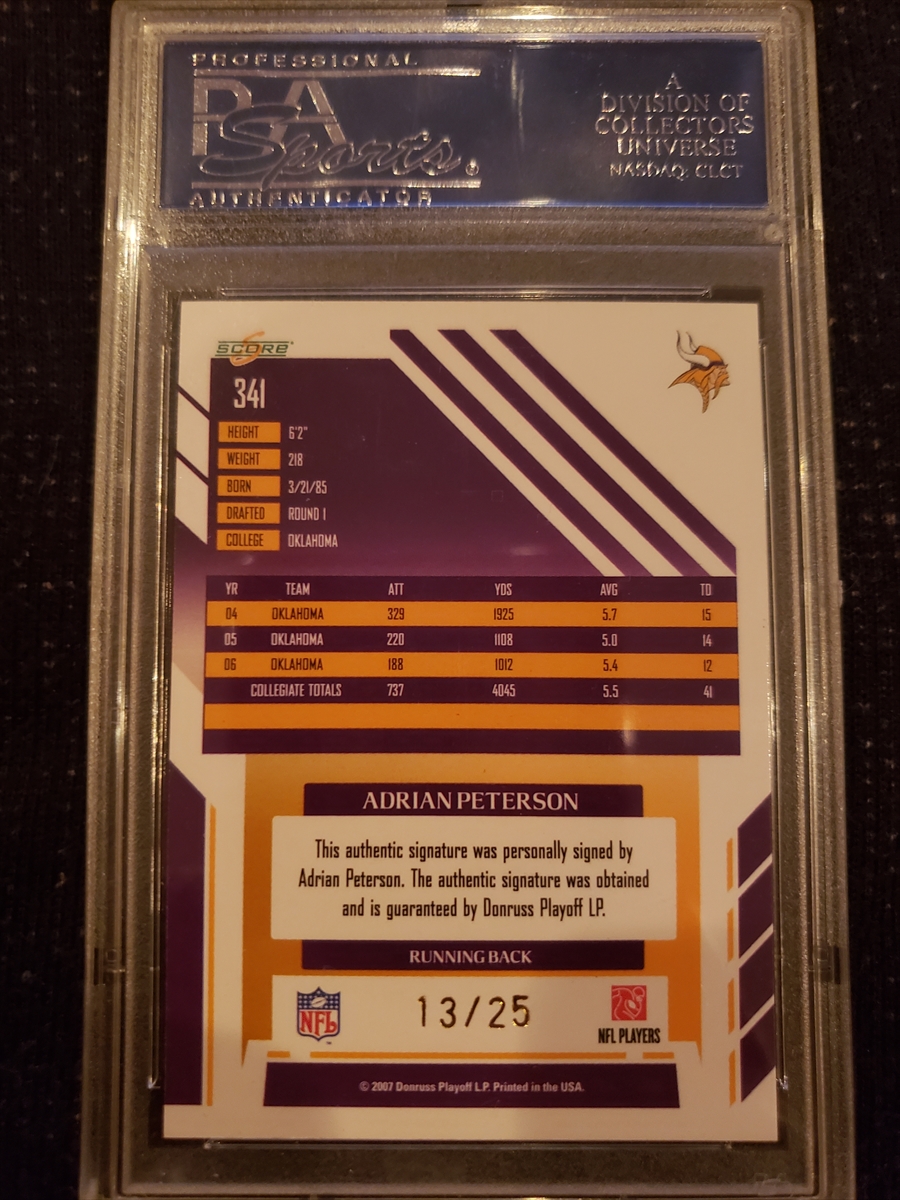 PROFESSIONAL
PSA
Sports
AUTHENTICATOR
A
DIVISION OF
COLLECTORS
UNIVERSE
NASDAQ: CLCT
SCORE
341
HEIGHT 6'2"
WEIGHT 218
BORN 3/21/85
DRAFTED ROUND 1
COLLEGE OKLAHOMA
YR TEAM ATT YDS AVG TD
04 OKLAHOMA 329 1925 5.7 15
05 OKLAHOMA 220 1108 5.0 14
06 OKLAHOMA 188 1012 5.4 12
COLLEGIATE TOTALS 737 4045 5.5 41
ADRIAN PETERSON
This authentic signature was personally signed by
Adrian Peterson. The authentic signature was obtained
and is guaranteed by Donruss Playoff LP.
RUNNING BACK
NFL 13/25 NFL PLAYERS
© 2007 Donruss Playoff L.P. Printed in the USA.